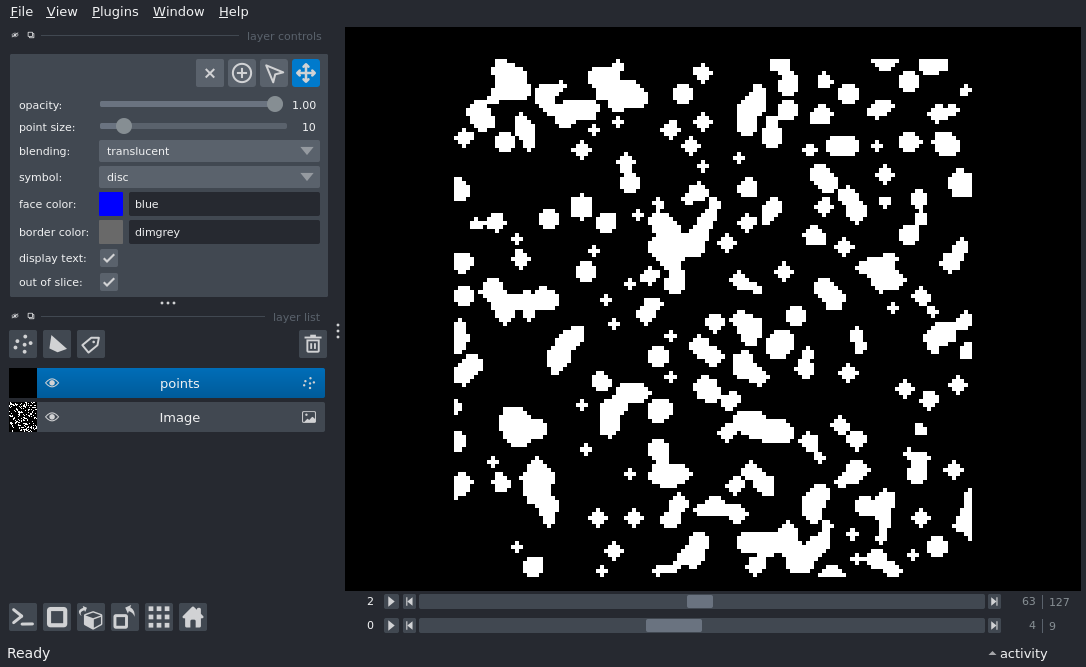 File View Plugins Window Help
layer controls
opacity: 1.00
point size: 10
blending: translucent
symbol: disc
face color: blue
border color: dimgrey
display text:
out of slice:
layer list
points
Image
2 63 127
0 4 9
Ready activity